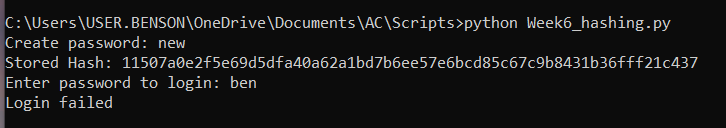 C:\Users\USER.BENSON\OneDrive\Documents\AC\Scripts>python Week6_hashing.py
Create password: new
Stored Hash: 11507a0e2f5e69d5dfa40a62a1bd7b6ee57e6bcd85c67c9b8431b36fff21c437
Enter password to login: ben
Login failed